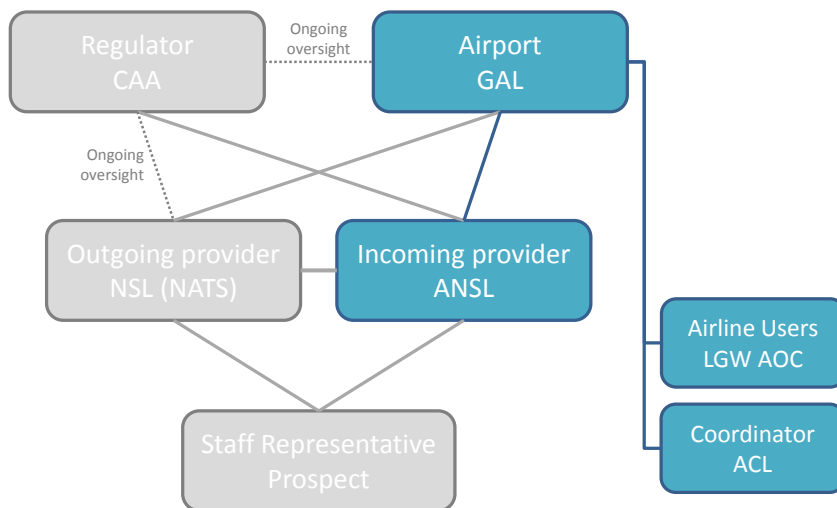 Regulator
CAA
Ongoing
oversight
Airport
GAL
Ongoing
oversight
Outgoing provider
NSL (NATS)
Incoming provider
ANSL
Airline Users
LGW AOC
Staff Representative
Prospect
Coordinator
ACL